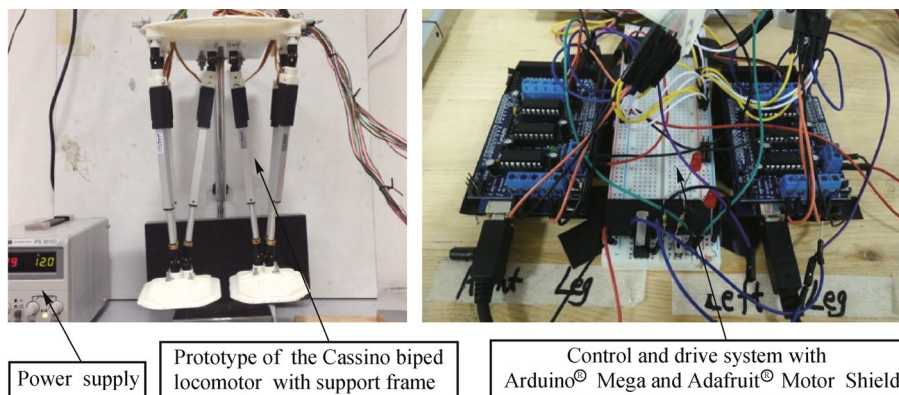 12.0
Right Leg
Left Leg
Power supply
Prototype of the Cassino biped
locomotor with support frame
Control and drive system with
Arduino® Mega and Adafruit® Motor Shield